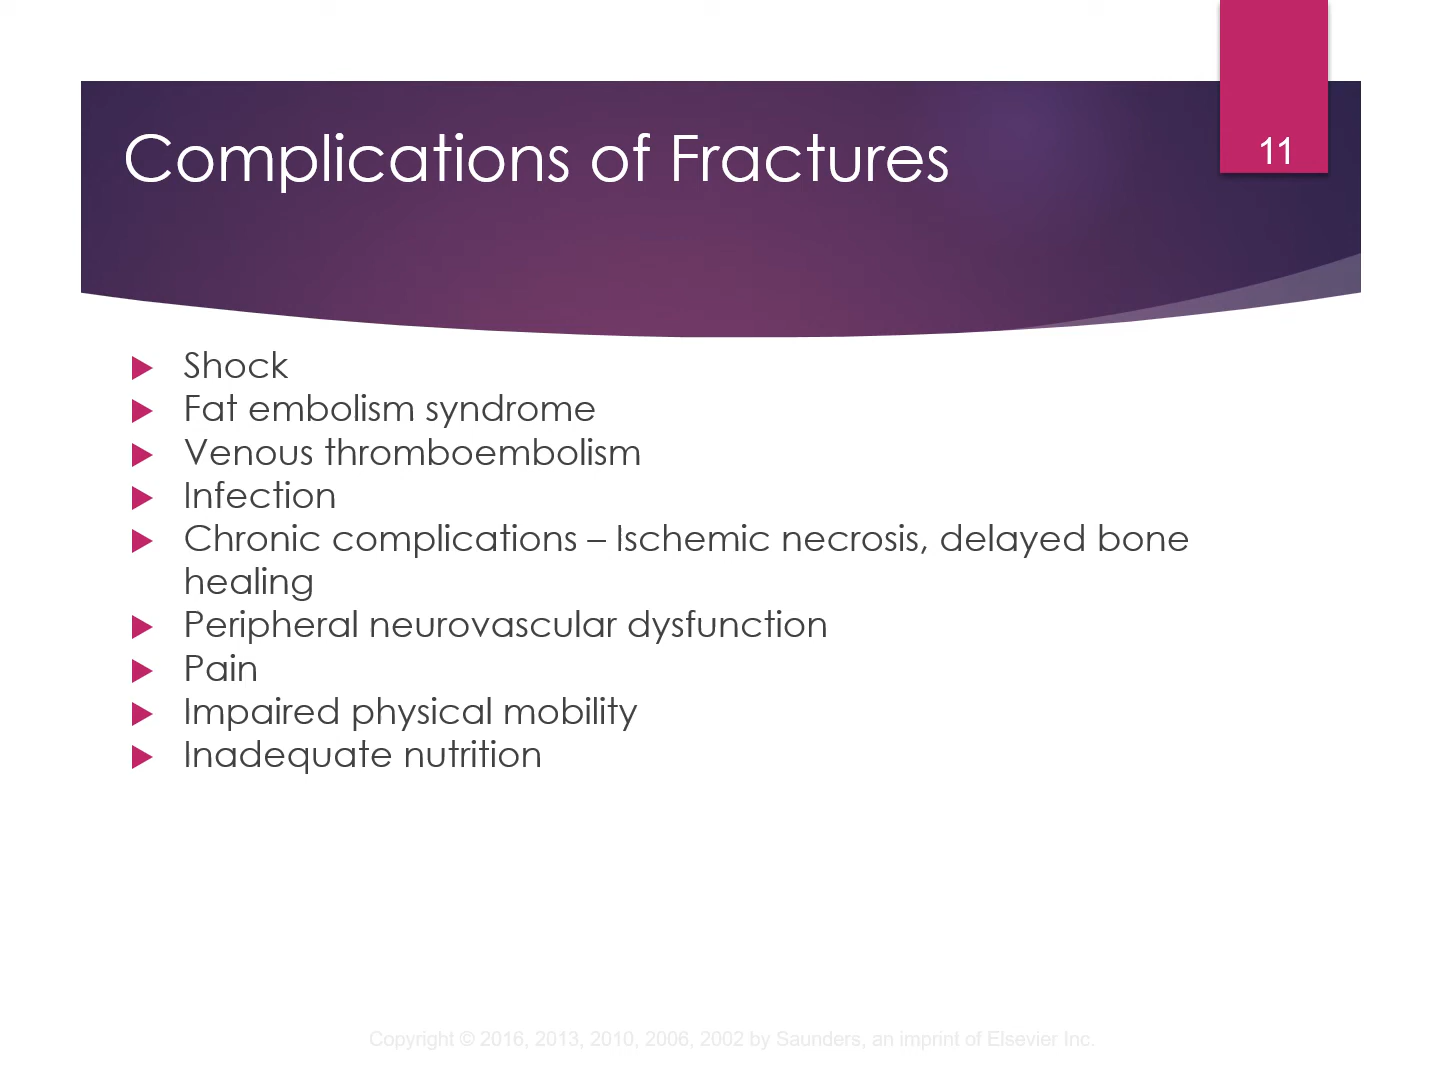 Complications of Fractures
11
Shock
Fat embolism syndrome
Venous thromboembolism
Infection
Chronic complications – Ischemic necrosis, delayed bone
healing
Peripheral neurovascular dysfunction
Pain
Impaired physical mobility
Inadequate nutrition
Copyright © 2016, 2013, 2010, 2006, 2002 by Saunders, an imprint of Elsevier Inc.